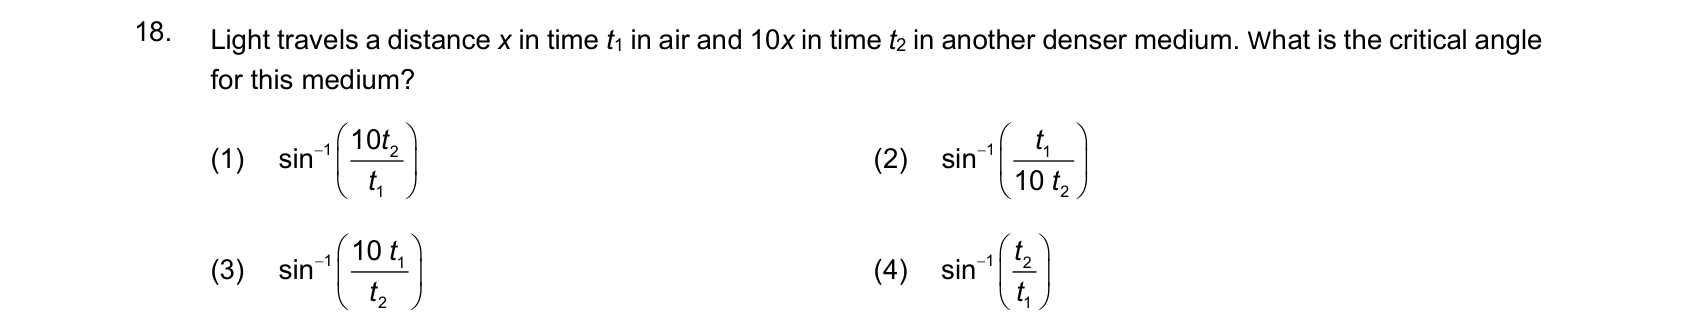 18. Light travels a distance x in time t₁ in air and 10x in time t₂ in another denser medium. What is the critical angle
for this medium?
(1) sin⁻¹(10t₂/t₁) (2) sin⁻¹(t₁/10 t₂)
(3) sin⁻¹(10 t₁/t₂) (4) sin⁻¹(t₂/t₁)